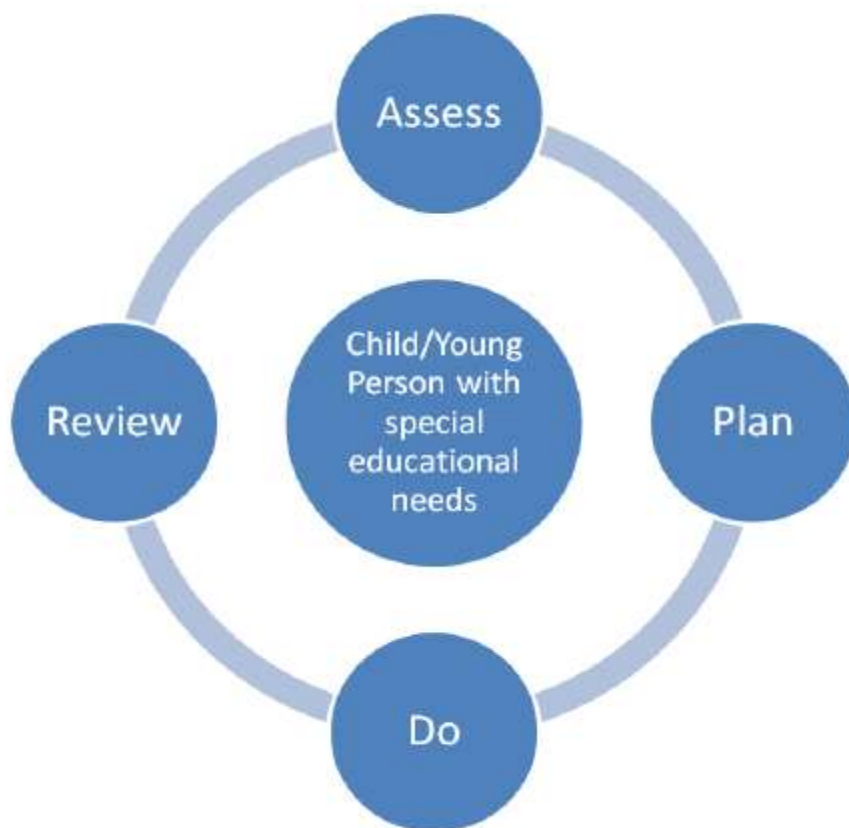 Assess
Child/Young
Person with
special
educational
needs
Review
Plan
Do